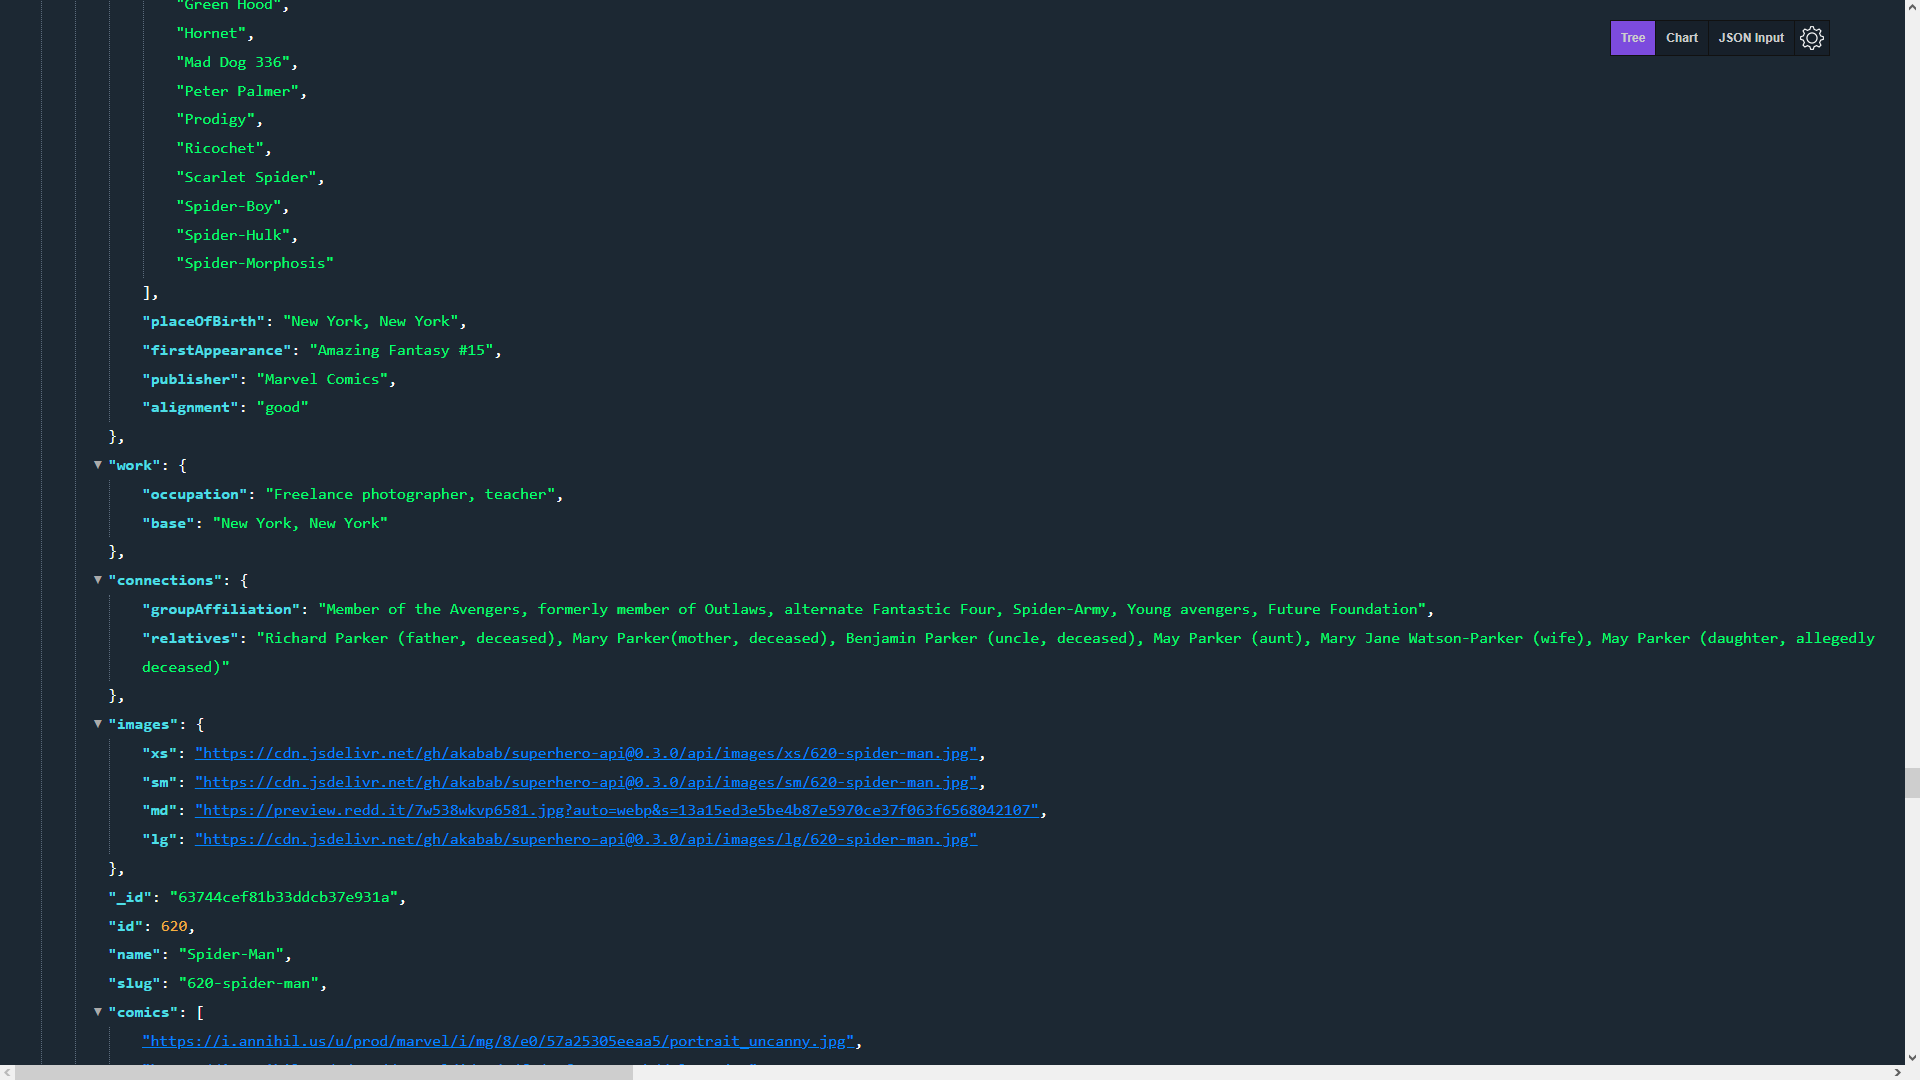 "Green Hood",
"Hornet",
Tree Chart JSON Input
"Mad Dog 336",
"Peter Palmer",
"Prodigy",
"Ricochet",
"Scarlet Spider",
"Spider-Boy",
"Spider-Hulk",
"Spider-Morphosis"
],
"placeOfBirth": "New York, New York",
"firstAppearance": "Amazing Fantasy #15",
"publisher": "Marvel Comics",
"alignment": "good"
},
"work": {
"occupation": "Freelance photographer, teacher",
"base": "New York, New York"
},
"connections": {
"groupAffiliation": "Member of the Avengers, formerly member of Outlaws, alternate Fantastic Four, Spider-Army, Young avengers, Future Foundation",
"relatives": "Richard Parker (father, deceased), Mary Parker(mother, deceased), Benjamin Parker (uncle, deceased), May Parker (aunt), Mary Jane Watson-Parker (wife), May Parker (daughter, allegedly
deceased)"
},
"images": {
"xs": "https://cdn.jsdelivr.net/gh/akabab/superhero-api@0.3.0/api/images/xs/620-spider-man.jpg",
"sm": "https://cdn.jsdelivr.net/gh/akabab/superhero-api@0.3.0/api/images/sm/620-spider-man.jpg",
"md": "https://preview.redd.it/7w538wkvp6581.jpg?auto=webp&s=13a15ed3e5be4b87e5970ce37f063f6568042107",
"lg": "https://cdn.jsdelivr.net/gh/akabab/superhero-api@0.3.0/api/images/lg/620-spider-man.jpg"
},
"_id": "63744cef81b33ddcb37e931a",
"id": 620,
"name": "Spider-Man",
"slug": "620-spider-man",
"comics": [
"https://i.annihil.us/u/prod/marvel/i/mg/8/e0/57a25305eeaa5/portrait_uncanny.jpg",